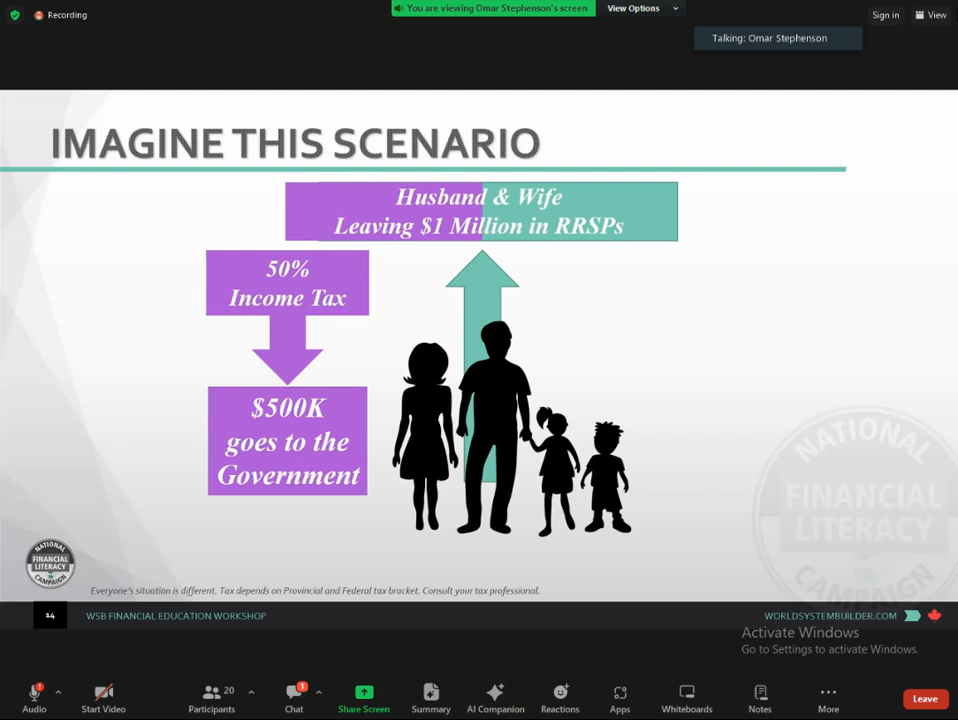 Recording
You are viewing Omar Stephenson's screen
View Options
Sign in
View
Talking: Omar Stephenson
IMAGINE THIS SCENARIO
Husband & Wife
Leaving $1 Million in RRSPs
50%
Income Tax
$500K
goes to the
Government
NATIONAL
FINANCIAL
LITERACY
CAMPAIGN
NATIONAL
FINANCIAL
LITERACY
CAMPAIGN
Everyone's situation is different. Tax depends on Provincial and Federal tax bracket. Consult your tax professional.
14
WSB FINANCIAL EDUCATION WORKSHOP
WORLDSYSTEMBUILDER.COM
Activate Windows
Go to Settings to activate Windows.
20
1
Audio
Start Video
Participants
Chat
Share Screen
Summary
AI Companion
Reactions
Apps
Whiteboards
Notes
More
Leave